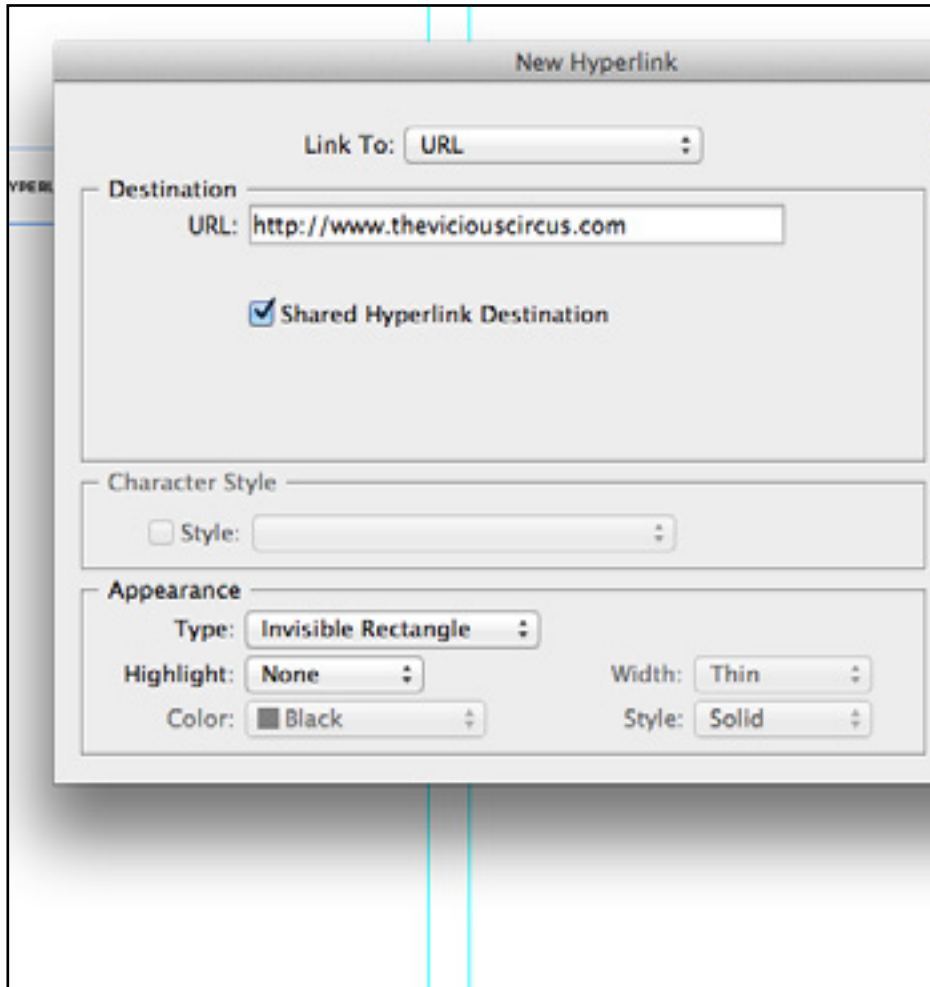 New Hyperlink
Link To: URL
Destination
URL: http://www.theviciouscircus.com
Shared Hyperlink Destination
Character Style
Style:
Appearance
Type: Invisible Rectangle
Highlight: None Width: Thin
Color: Black Style: Solid